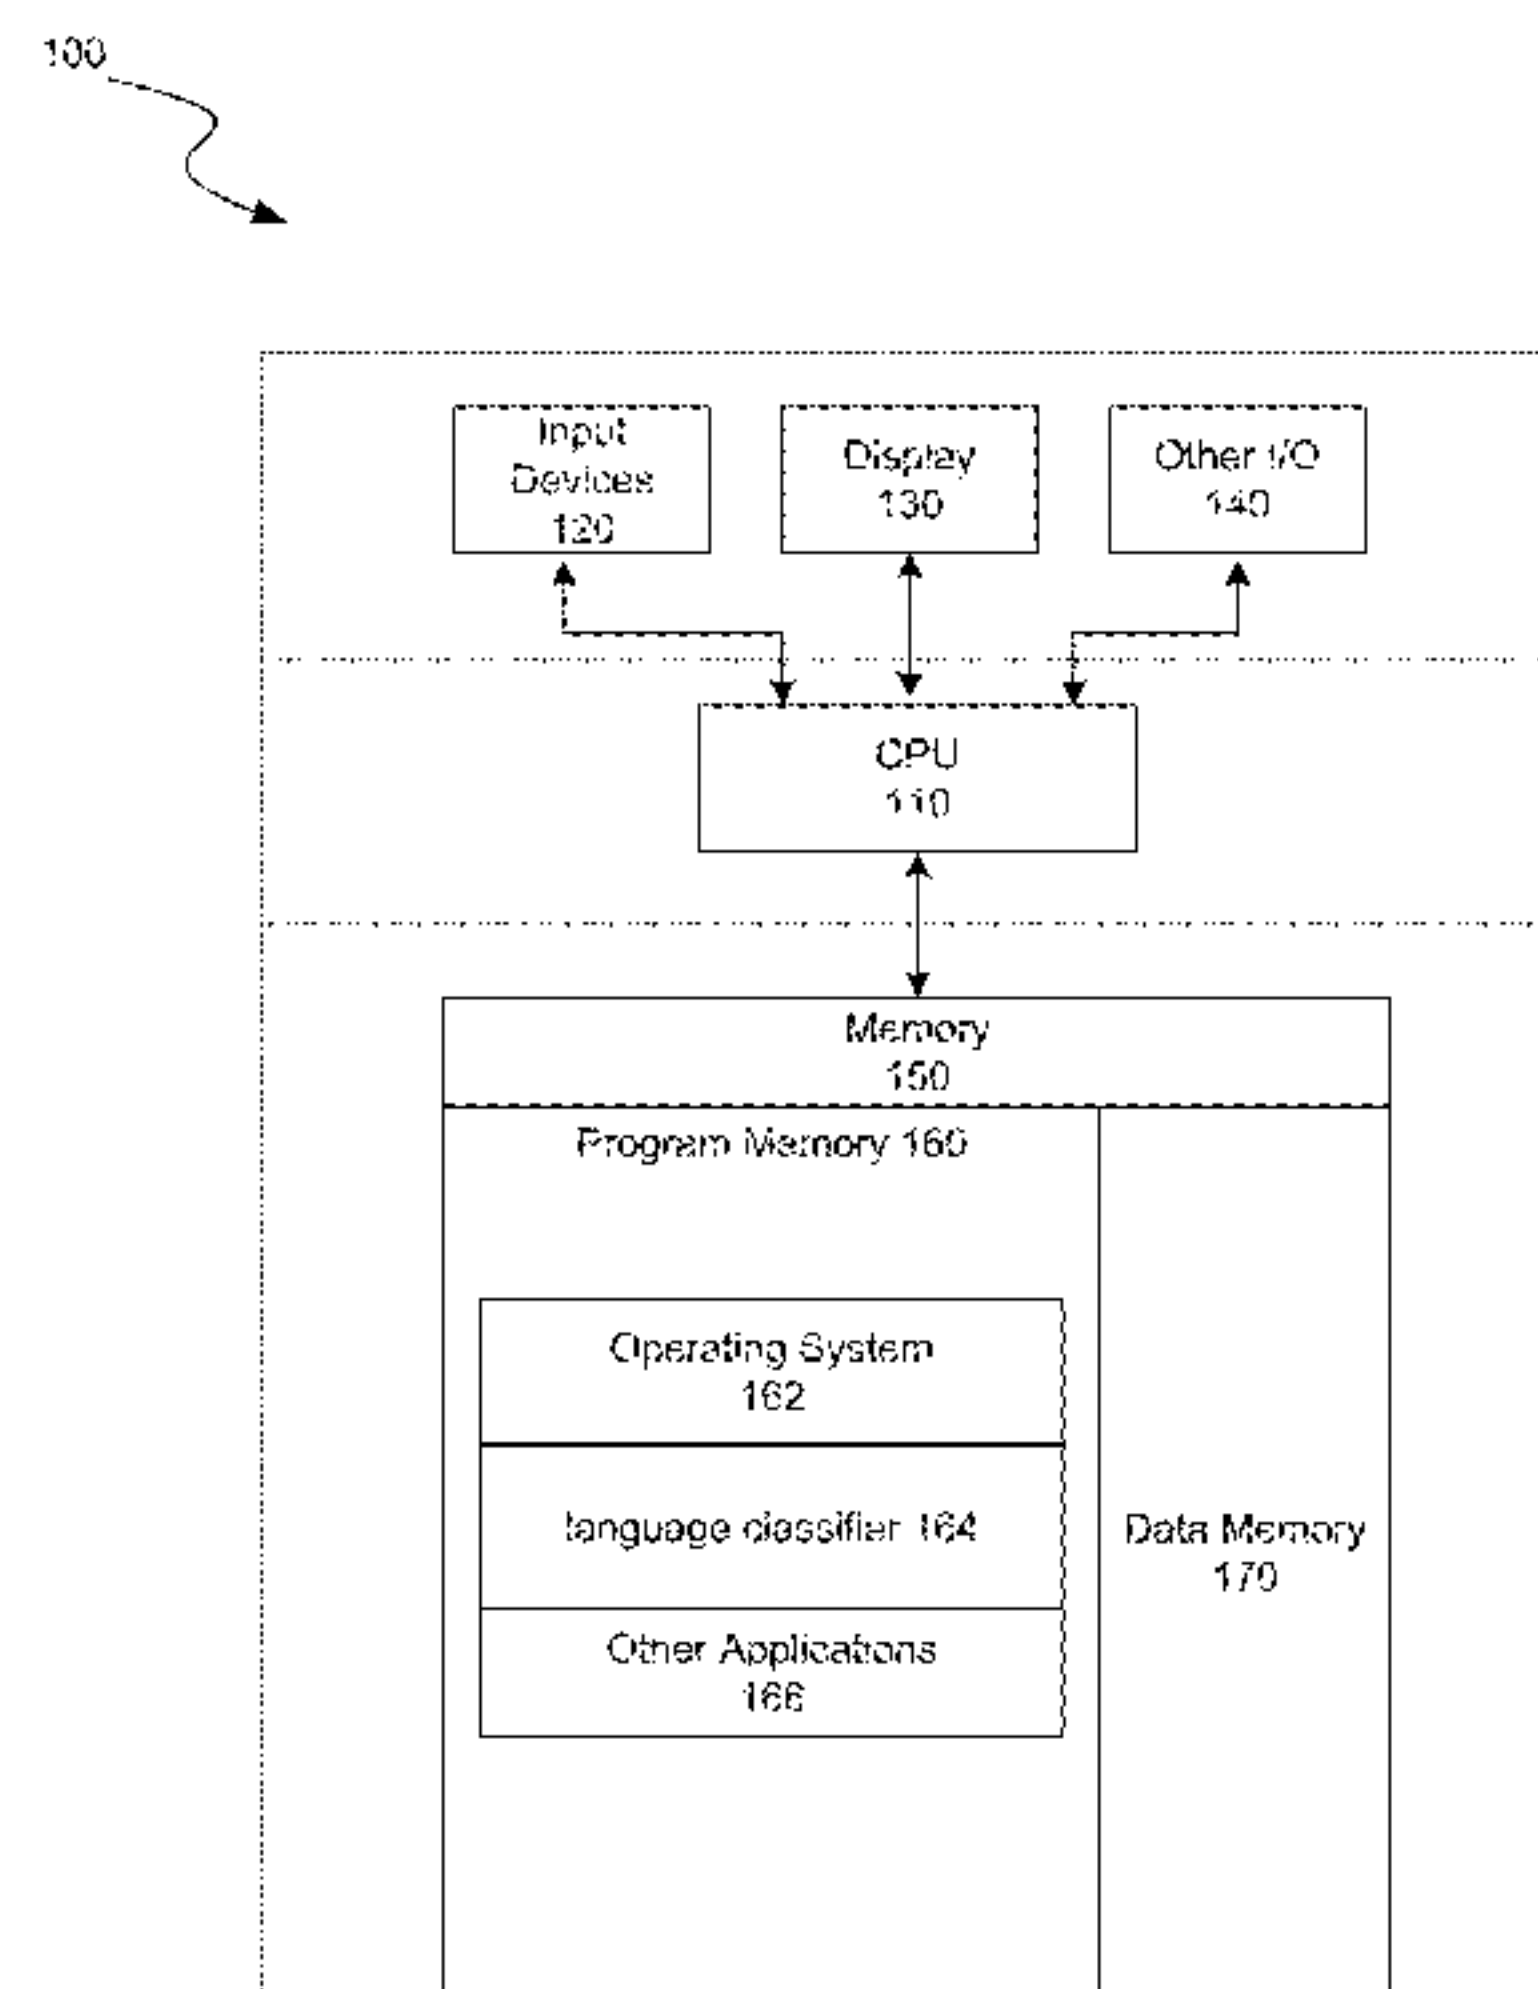 100
Input
Devices
120
Display
130
Other I/O
140
CPU
110
Memory
150
Program Memory 160
Operating System
162
language classifier 164
Other Applications
166
Data Memory
170